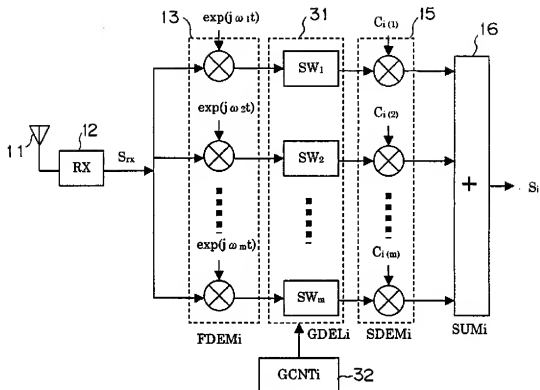 13
31
15
16
exp(jω1t)
Ci(1)
SW1
exp(jω2t)
Ci(2)
12
11
RX
Srx
SW2
+
Si
exp(jωmt)
Ci(m)
SWm
FDEMi
GDELi
SDEMi
SUMi
GCNTi
32